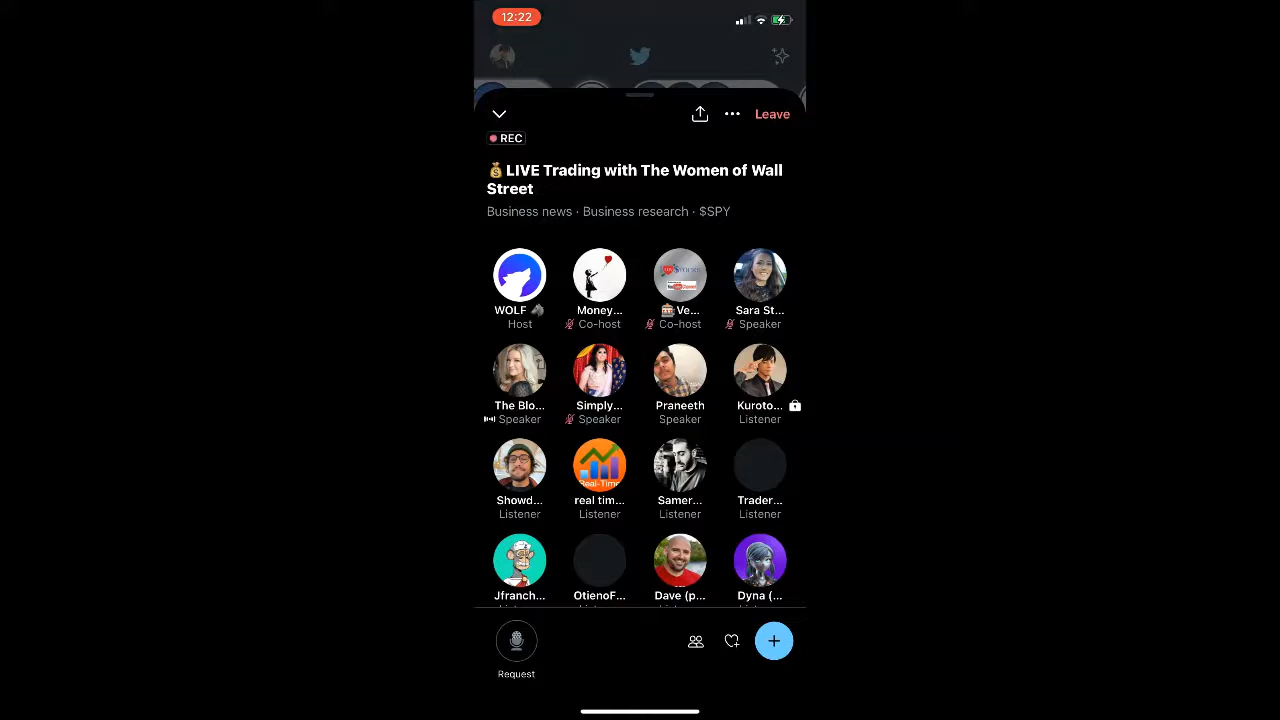 12:22
Leave
REC
💰LIVE Trading with The Women of Wall
Street
Business news · Business research · $SPY
WOLF 🐺 Money... 🎰Ve... Sara St...
Host Co-host Co-host Speaker
The Blo... Simply... Praneeth Kuroto...
Speaker Speaker Speaker Listener
Real-Time
Showd... real tim... Samer... Trader...
Listener Listener Listener Listener
Jfranch... OtienoF... Dave (p... Dyna (...
Request